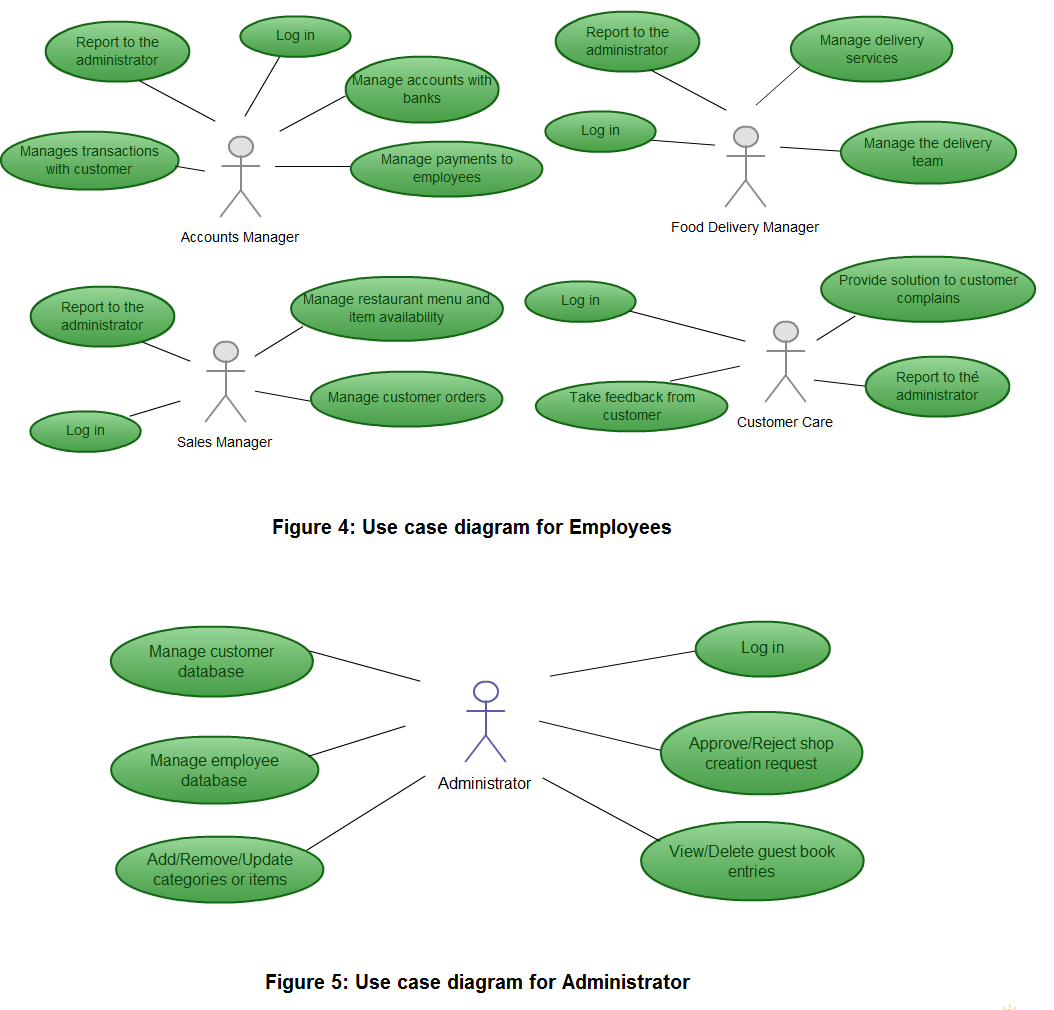 Report to the
administrator
Log in
Manage accounts with
banks
Manages transactions
with customer
Manage payments to
employees
Accounts Manager
Report to the
administrator
Manage delivery
services
Log in
Manage the delivery
team
Food Delivery Manager
Report to the
administrator
Manage restaurant menu and
item availability
Manage customer orders
Log in
Sales Manager
Log in
Provide solution to customer
complains
Take feedback from
customer
Report to thé
administrator
Customer Care
Figure 4: Use case diagram for Employees
Manage customer
database
Log in
Manage employee
database
Approve/Reject shop
creation request
Administrator
Add/Remove/Update
categories or items
View/Delete guest book
entries
Figure 5: Use case diagram for Administrator